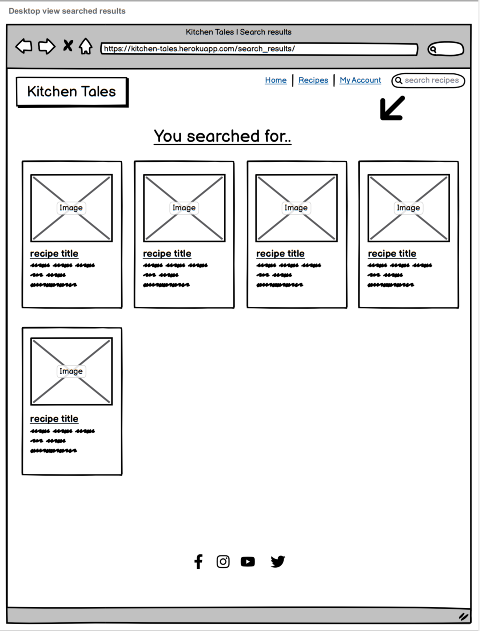 Desktop view searched results
Kitchen Tales | Search results
https://kitchen-tales.herokuapp.com/search_results/
Home Recipes My Account search recipes
Kitchen Tales
You searched for..
Image Image Image Image
recipe title recipe title recipe title recipe title
Image
recipe title